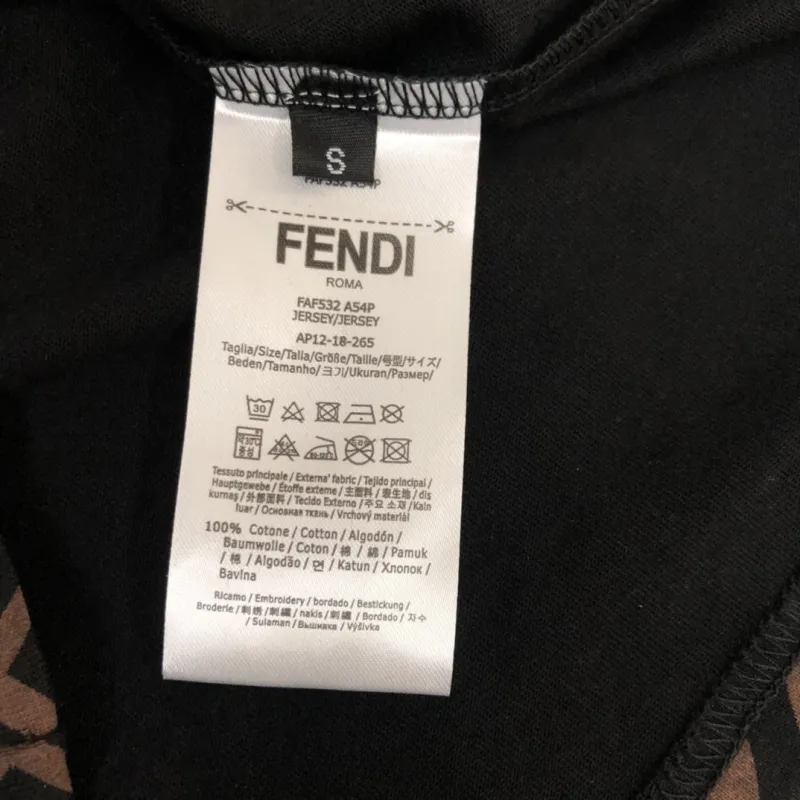 S
FAF532 A54P
FENDI
ROMA
FAF532 A54P
JERSEY/JERSEY
AP12-18-265
Taglia/Size/Talla/Größe/Taille/号型/サイズ/
Beden/Tamanho/크기/Ukuran/Размер/
30
Tessuto principale / Externa' fabric / Tejido principal /
Hauptgewebe / Étoffe externe / 主面料 / 表生地 / dış
kumaş / 外部面料 / Tecido Externo / 주요 소재 / Kain
luar / Основная ткань / Vrchový materiál
100% Cotone / Cotton / Algodón /
Baumwolle / Coton / 棉 / 綿 / Pamuk
/ 棉 / Algodão / 면 / Katun / Хлопок /
Bavlna
Ricamo / Embroidery / bordado / Bestickung /
Broderie / 刺绣 / 刺繍 / nakis / 刺繡 / Bordado / 자수
/ Sulaman / Вышивка / Výšivka